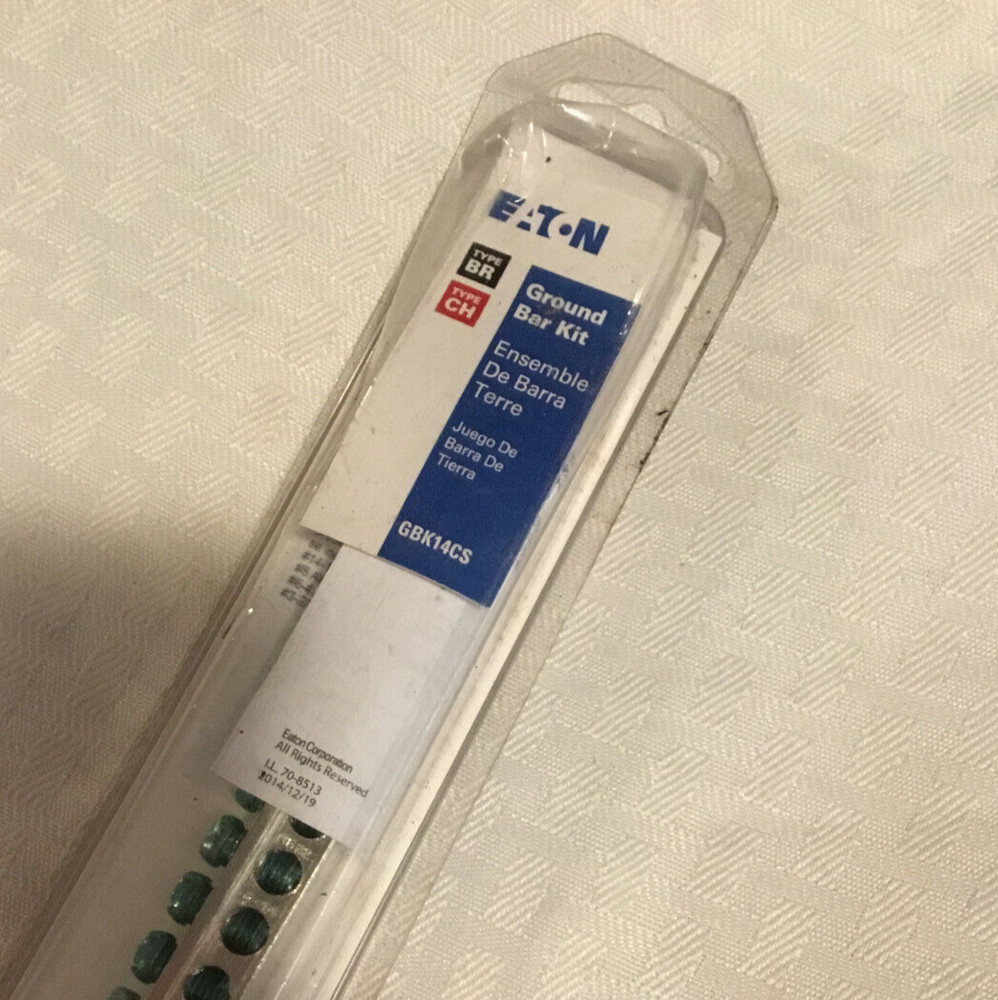 EATON
TYPE
BR
TYPE
CH
Ground
Bar Kit
Ensemble
De Barra
Terre
Juego De
Barra De
Tierra
GBK14CS
Eaton Corporation
All Rights Reserved
I.L. 70-8513
2014/12/19